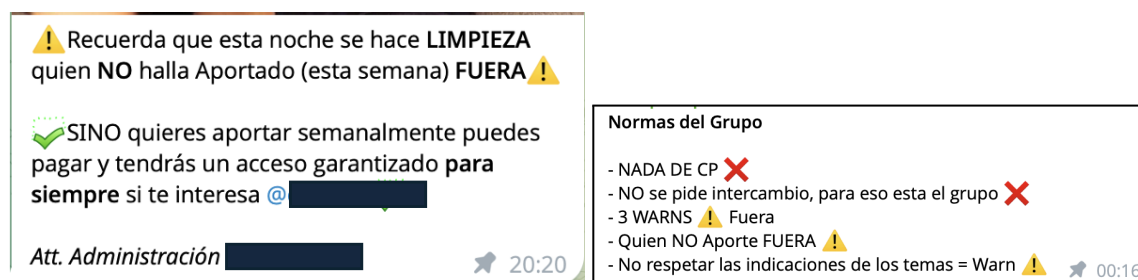 ⚠️Recuerda que esta noche se hace LIMPIEZA
quien NO halla Aportado (esta semana) FUERA⚠️
✅SINO quieres aportar semanalmente puedes
pagar y tendrás un acceso garantizado para
siempre si te interesa @
Att. Administración
20:20
Normas del Grupo
- NADA DE CP ❌
- NO se pide intercambio, para eso esta el grupo ❌
- 3 WARNS ⚠️ Fuera
- Quien NO Aporte FUERA ⚠️
- No respetar las indicaciones de los temas = Warn ⚠️
00:16